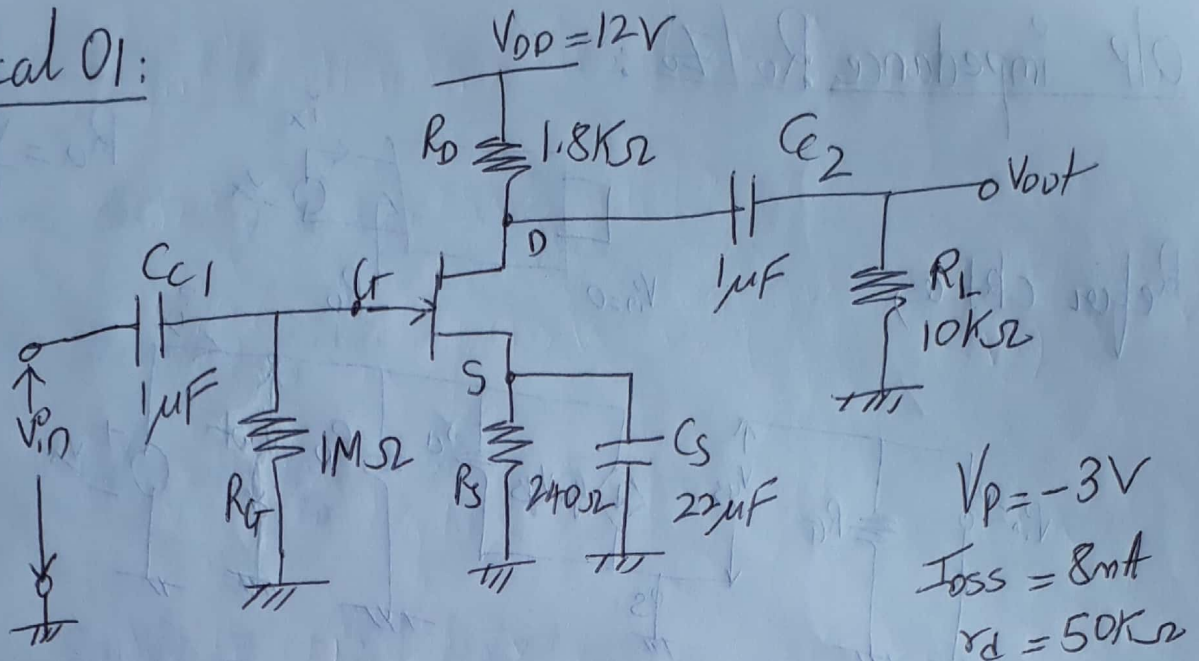 cal 01:
VDD = 12V
RD 1.8KΩ
CC2
Vout
D
CC1
G
1μF
RL
10KΩ
1μF
S
Vin
1MΩ
RG
RS 240Ω
CS
22μF
VP = -3V
IDSS = 8mA
rd = 50KΩ